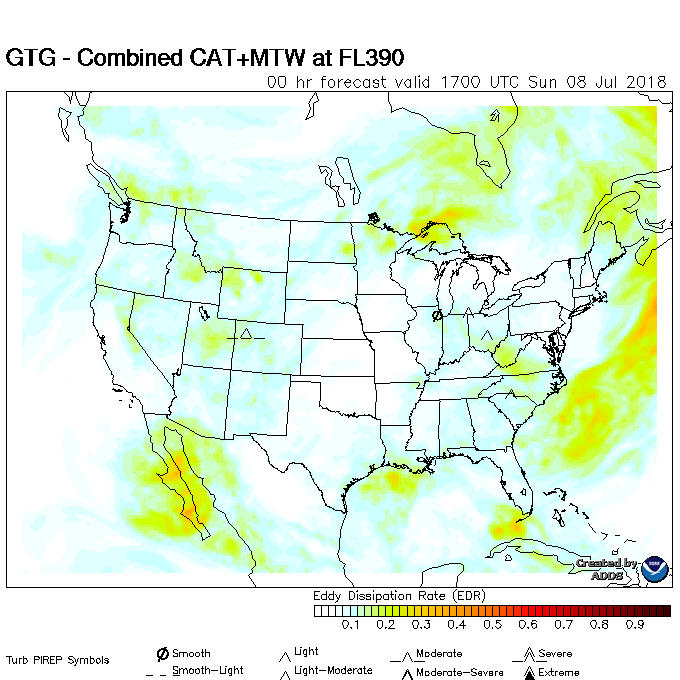 GTG - Combined CAT+MTW at FL390
00 hr forecast valid 1700 UTC Sun 08 Jul 2018
Created by
ADDS
Eddy Dissipation Rate (EDR)
0.1 0.2 0.3 0.4 0.5 0.6 0.7 0.8 0.9
Turb PIREP Symbols
Smooth Light Moderate Severe
Smooth-Light Light-Moderate Moderate-Severe Extreme